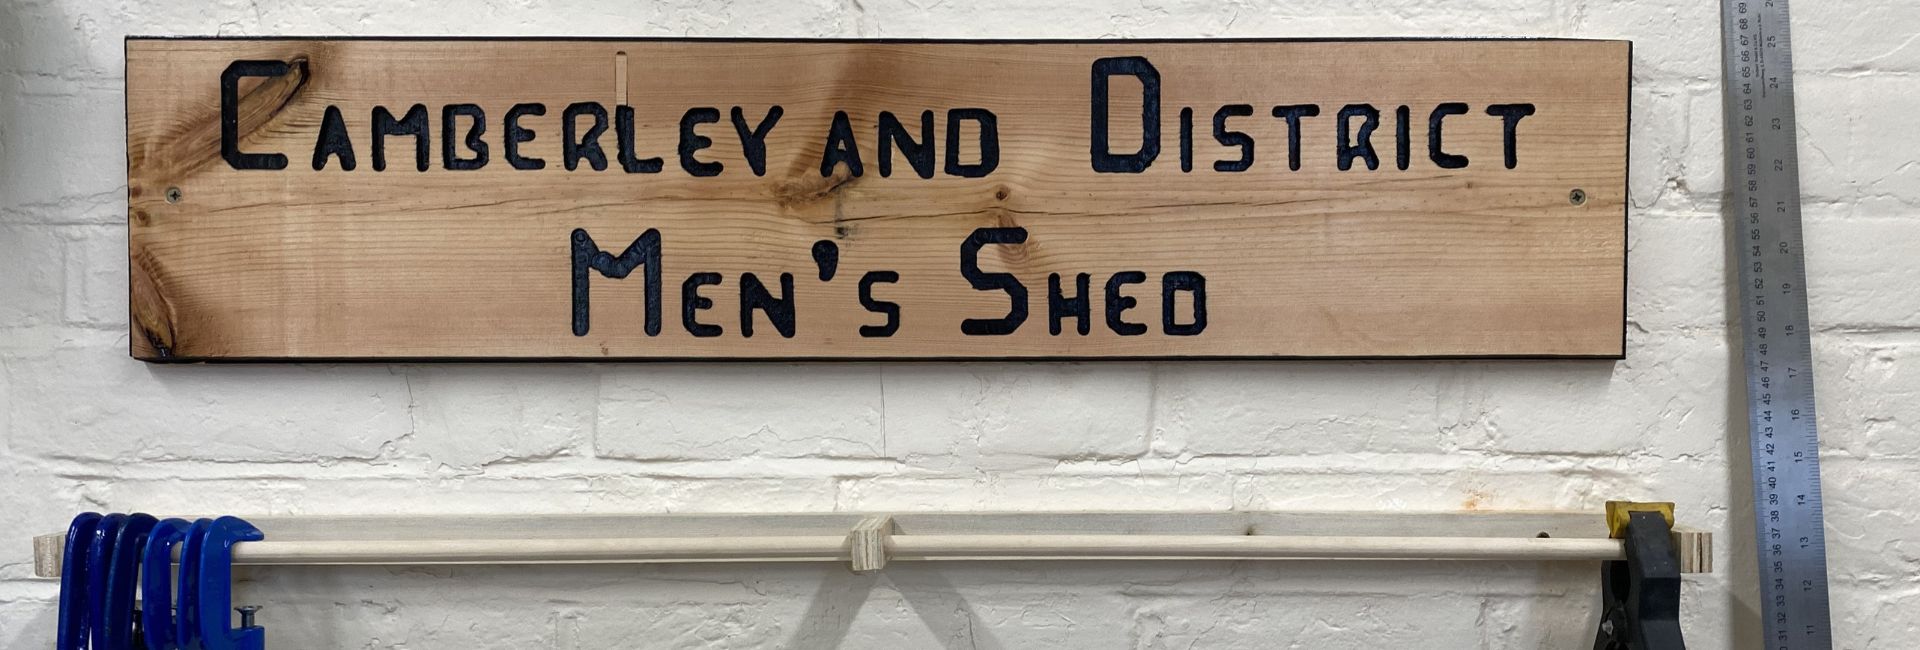 Camberley and District
Men's Shed